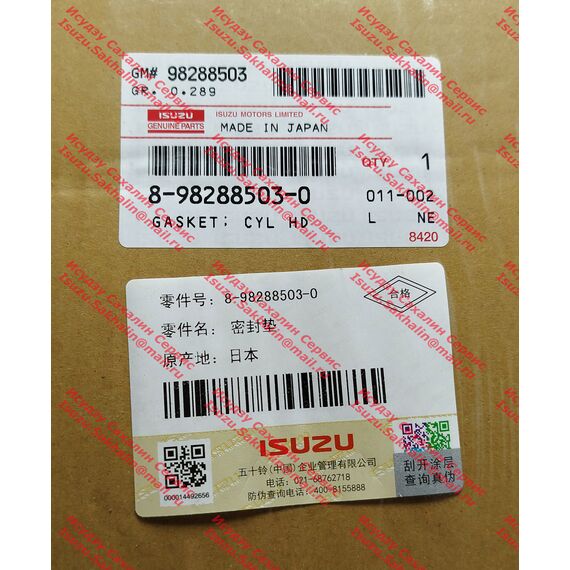 GM# 98288503
GR. 0.289
ISUZU
GENUINE PARTS
ISUZU MOTORS LIMITED
MADE IN JAPAN
QTY.
1
8-98288503-0
011-002
GASKET; CYL HD
L NE
8420
零件号: 8-98288503-0
合格
零件名: 密封垫
原产地: 日本
ISUZU
五十铃(中国)企业管理有限公司
电话: 021-68762718
防伪查询电话: 400-8155888
000014492656
刮开涂层
查询真伪
Исудзу Сахалин Сервис
Isuzu.Sakhalin@mail.ru